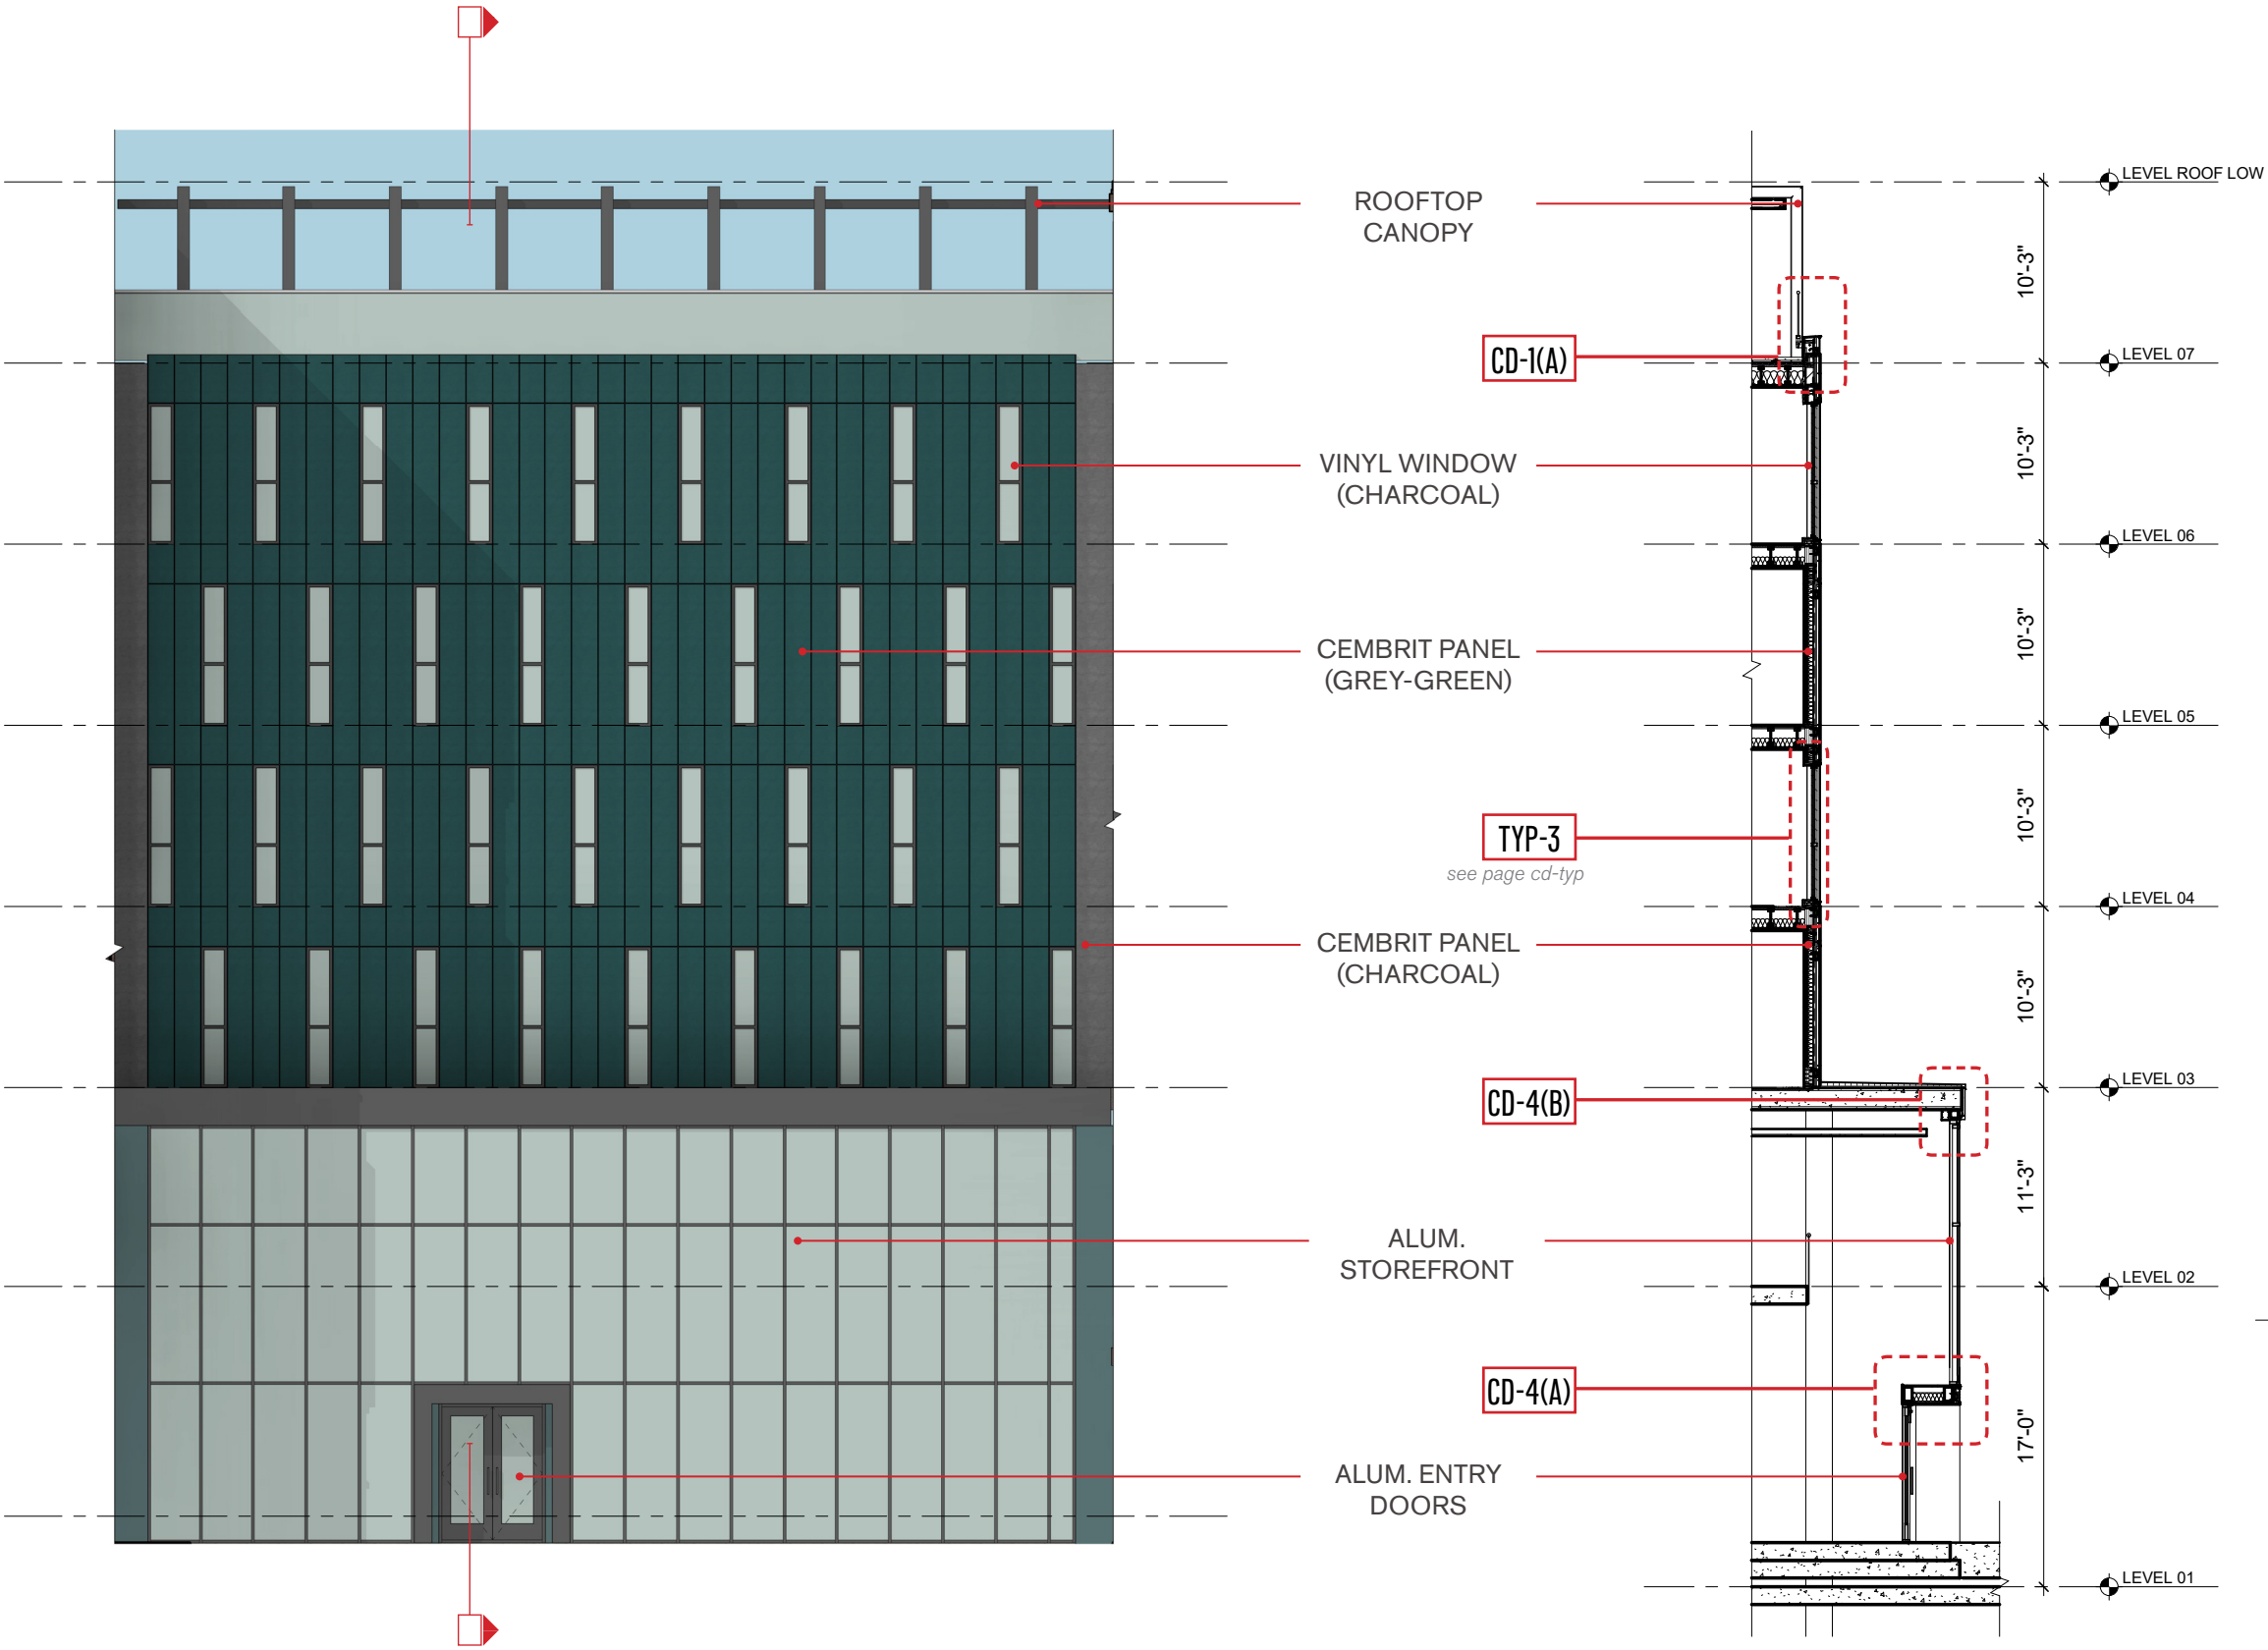 LEVEL ROOF LOW
ROOFTOP
CANOPY
10'-3"
CD-1(A)
LEVEL 07
VINYL WINDOW
(CHARCOAL)
10'-3"
LEVEL 06
CEMBRIT PANEL
(GREY-GREEN)
10'-3"
LEVEL 05
TYP-3
see page cd-typ
10'-3"
LEVEL 04
CEMBRIT PANEL
(CHARCOAL)
10'-3"
CD-4(B)
LEVEL 03
11'-3"
ALUM.
STOREFRONT
LEVEL 02
CD-4(A)
17'-0"
ALUM. ENTRY
DOORS
LEVEL 01